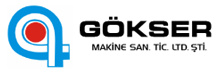 GÖKSER
MAKİNE SAN. TİC. LTD. ŞTİ.